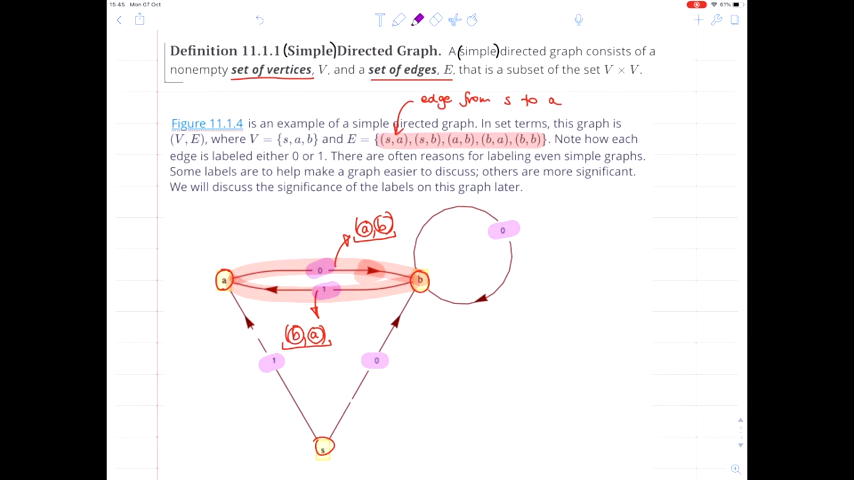 15.45 Mon 07 Oct
61%
Definition 11.1.1 (Simple) Directed Graph. A (simple) directed graph consists of a
nonempty set of vertices, V, and a set of edges, E, that is a subset of the set V × V.
edge from s to a
Figure 11.1.4 is an example of a simple directed graph. In set terms, this graph is
(V, E), where V = {s, a, b} and E = {(s, a), (s, b), (a, b), (b, a), (b, b)}. Note how each
edge is labeled either 0 or 1. There are often reasons for labeling even simple graphs.
Some labels are to help make a graph easier to discuss; others are more significant.
We will discuss the significance of the labels on this graph later.
(a, b)
0
0
a
b
1
(b, a)
1
0
s